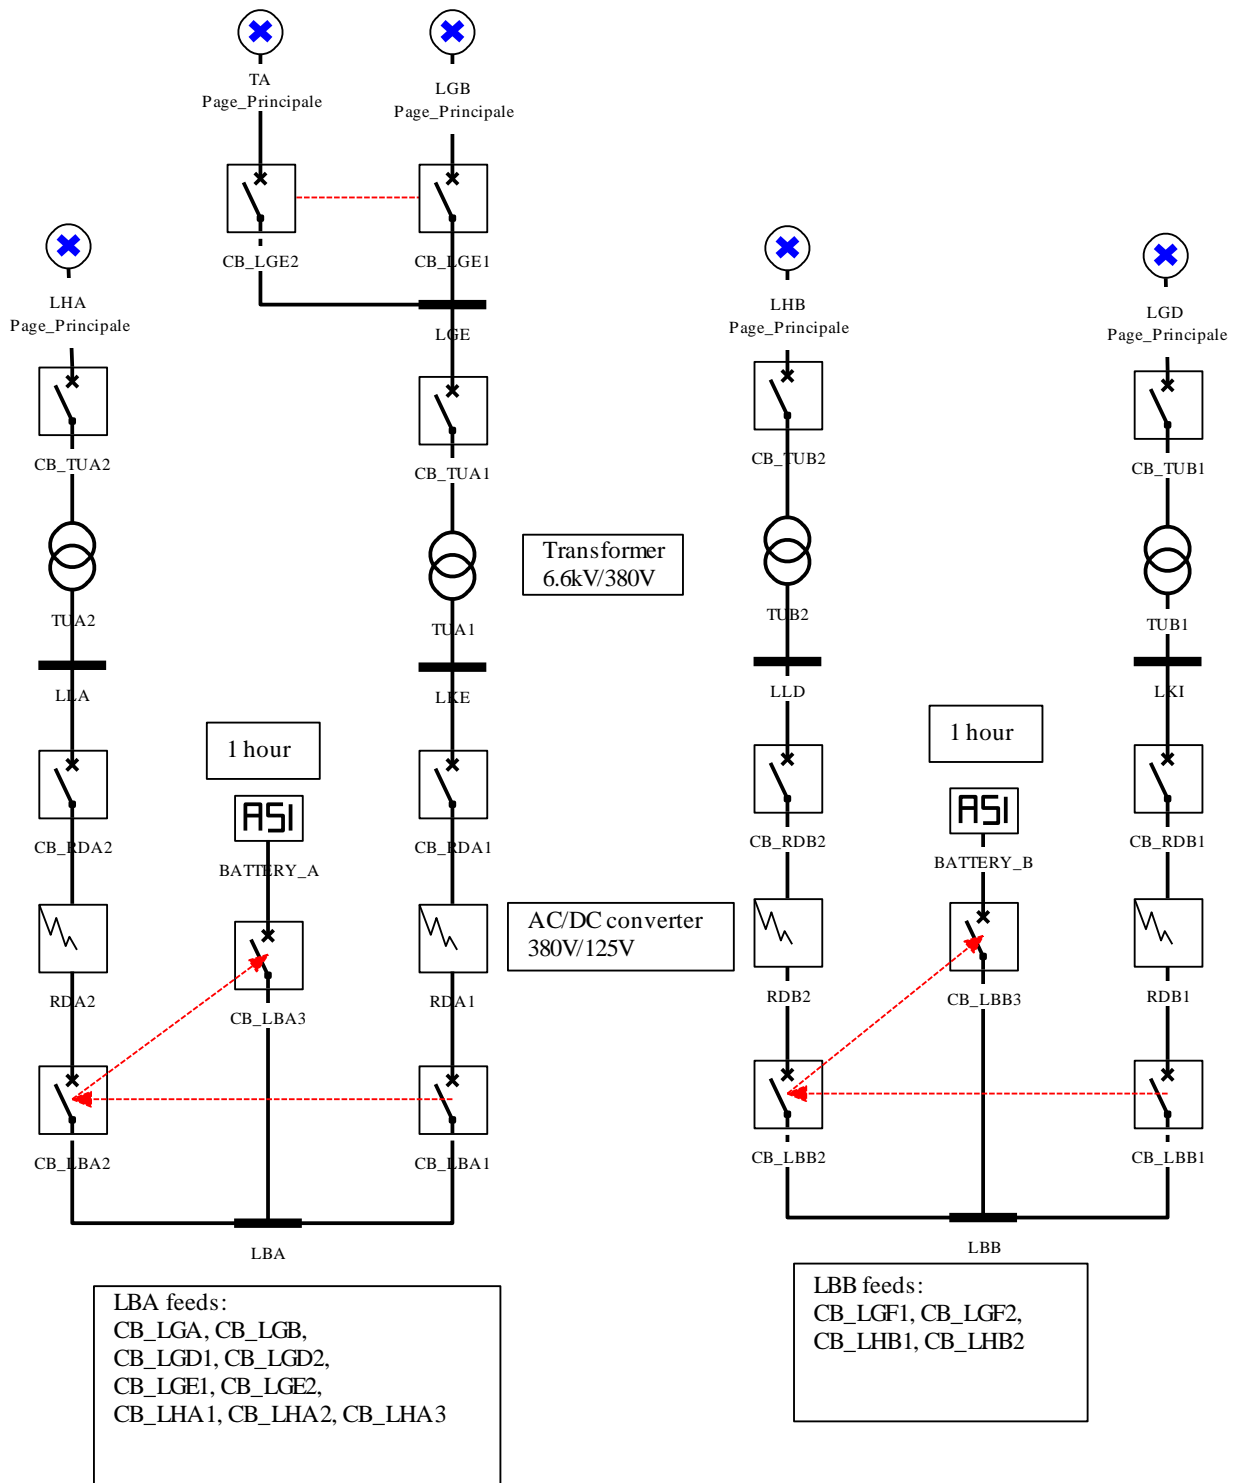 TA
Page_Principale
LGB
Page_Principale
CB_LGE2
CB_LGE1
LHA
Page_Principale
LGE
LHB
Page_Principale
LGD
Page_Principale
CB_TUA2
CB_TUA1
CB_TUB2
CB_TUB1
Transformer
6.6kV/380V
TUA2
TUA1
TUB2
TUB1
LLA
LKE
LLD
LKI
1 hour
1 hour
ASI
ASI
CB_RDA2
BATTERY_A
CB_RDA1
CB_RDB2
BATTERY_B
CB_RDB1
AC/DC converter
380V/125V
RDA2
CB_LBA3
RDA1
RDB2
CB_LBB3
RDB1
CB_LBA2
CB_LBA1
CB_LBB2
CB_LBB1
LBA
LBB
LBA feeds:
CB_LGA, CB_LGB,
CB_LGD1, CB_LGD2,
CB_LGE1, CB_LGE2,
CB_LHA1, CB_LHA2, CB_LHA3
LBB feeds:
CB_LGF1, CB_LGF2,
CB_LHB1, CB_LHB2